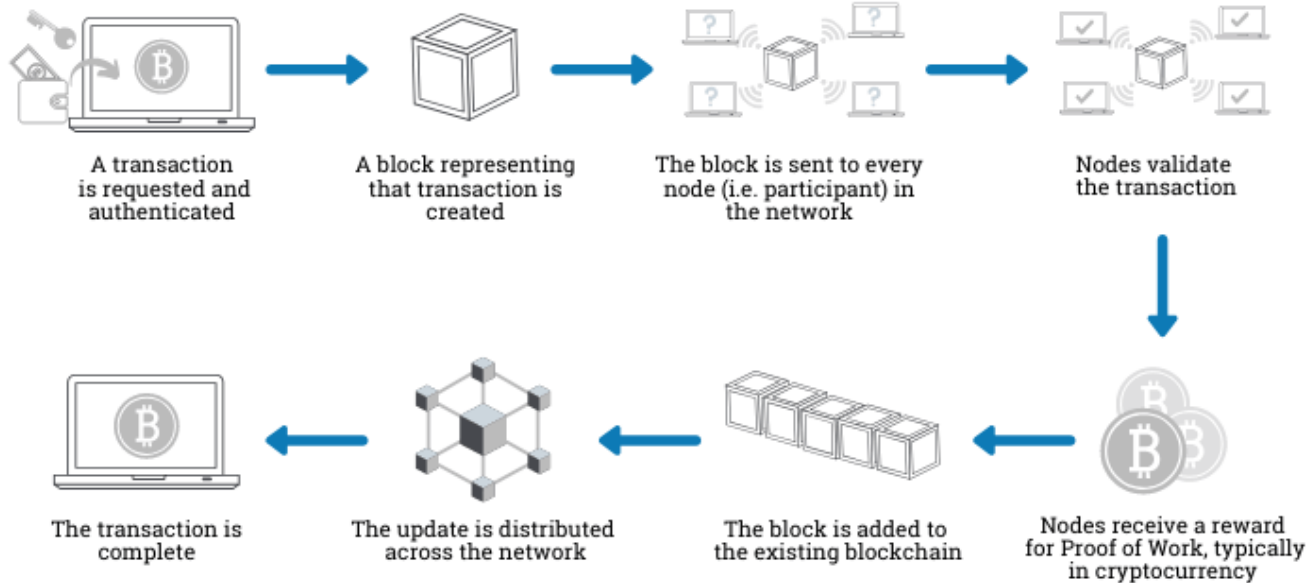 A transaction
is requested and
authenticated
A block representing
that transaction is
created
The block is sent to every
node (i.e. participant) in
the network
Nodes validate
the transaction
Nodes receive a reward
for Proof of Work, typically
in cryptocurrency
The block is added to
the existing blockchain
The update is distributed
across the network
The transaction is
complete